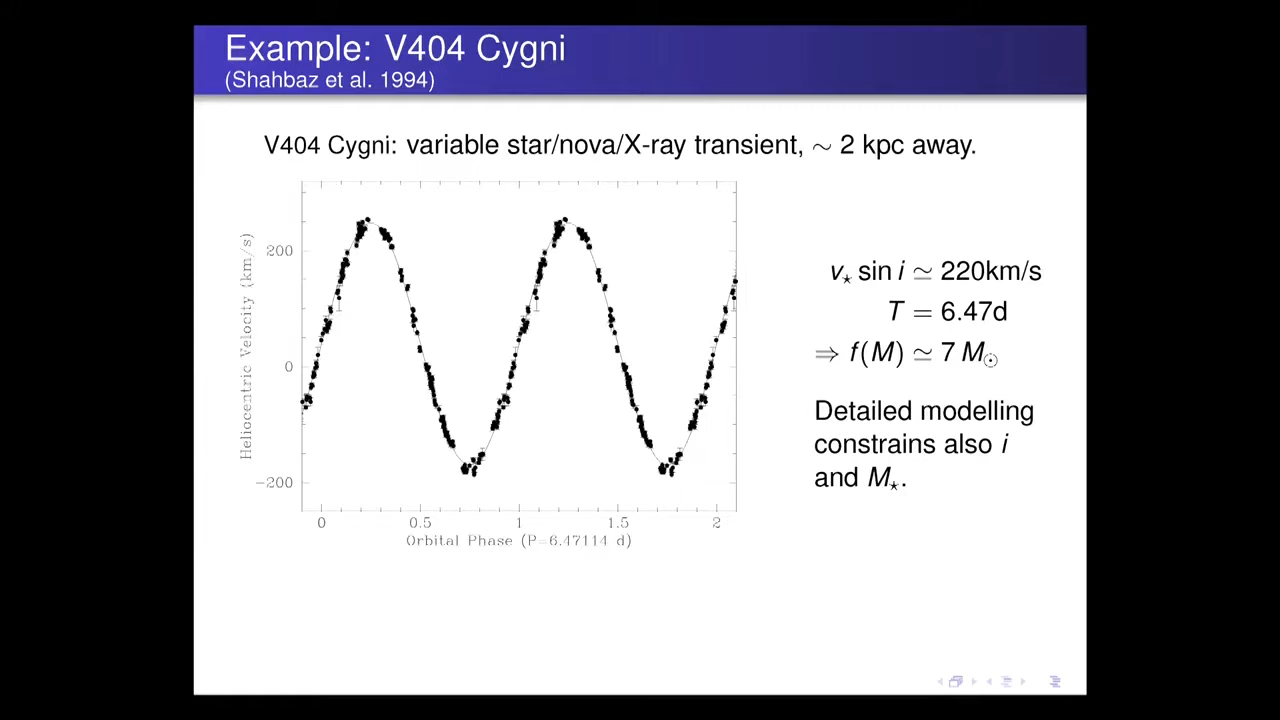 Example: V404 Cygni
(Shahbaz et al. 1994)
V404 Cygni: variable star/nova/X-ray transient, ∼ 2 kpc away.
Heliocentric Velocity (km/s)
200
0
−200
0 0.5 1 1.5 2
Orbital Phase (P=6.47114 d)
v⋆ sin i ≃ 220km/s
T = 6.47d
⇒ f(M) ≃ 7 M☉
Detailed modelling
constrains also i
and M⋆.